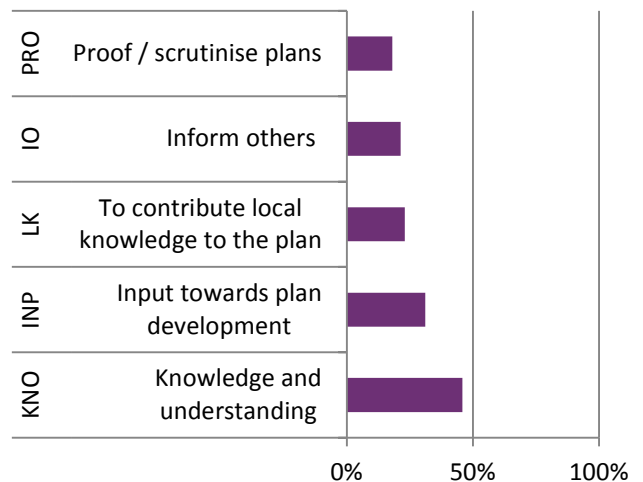 PRO
Proof / scrutinise plans
IO
Inform others
LK
To contribute local
knowledge to the plan
INP
Input towards plan
development
KNO
Knowledge and
understanding
0%
50%
100%